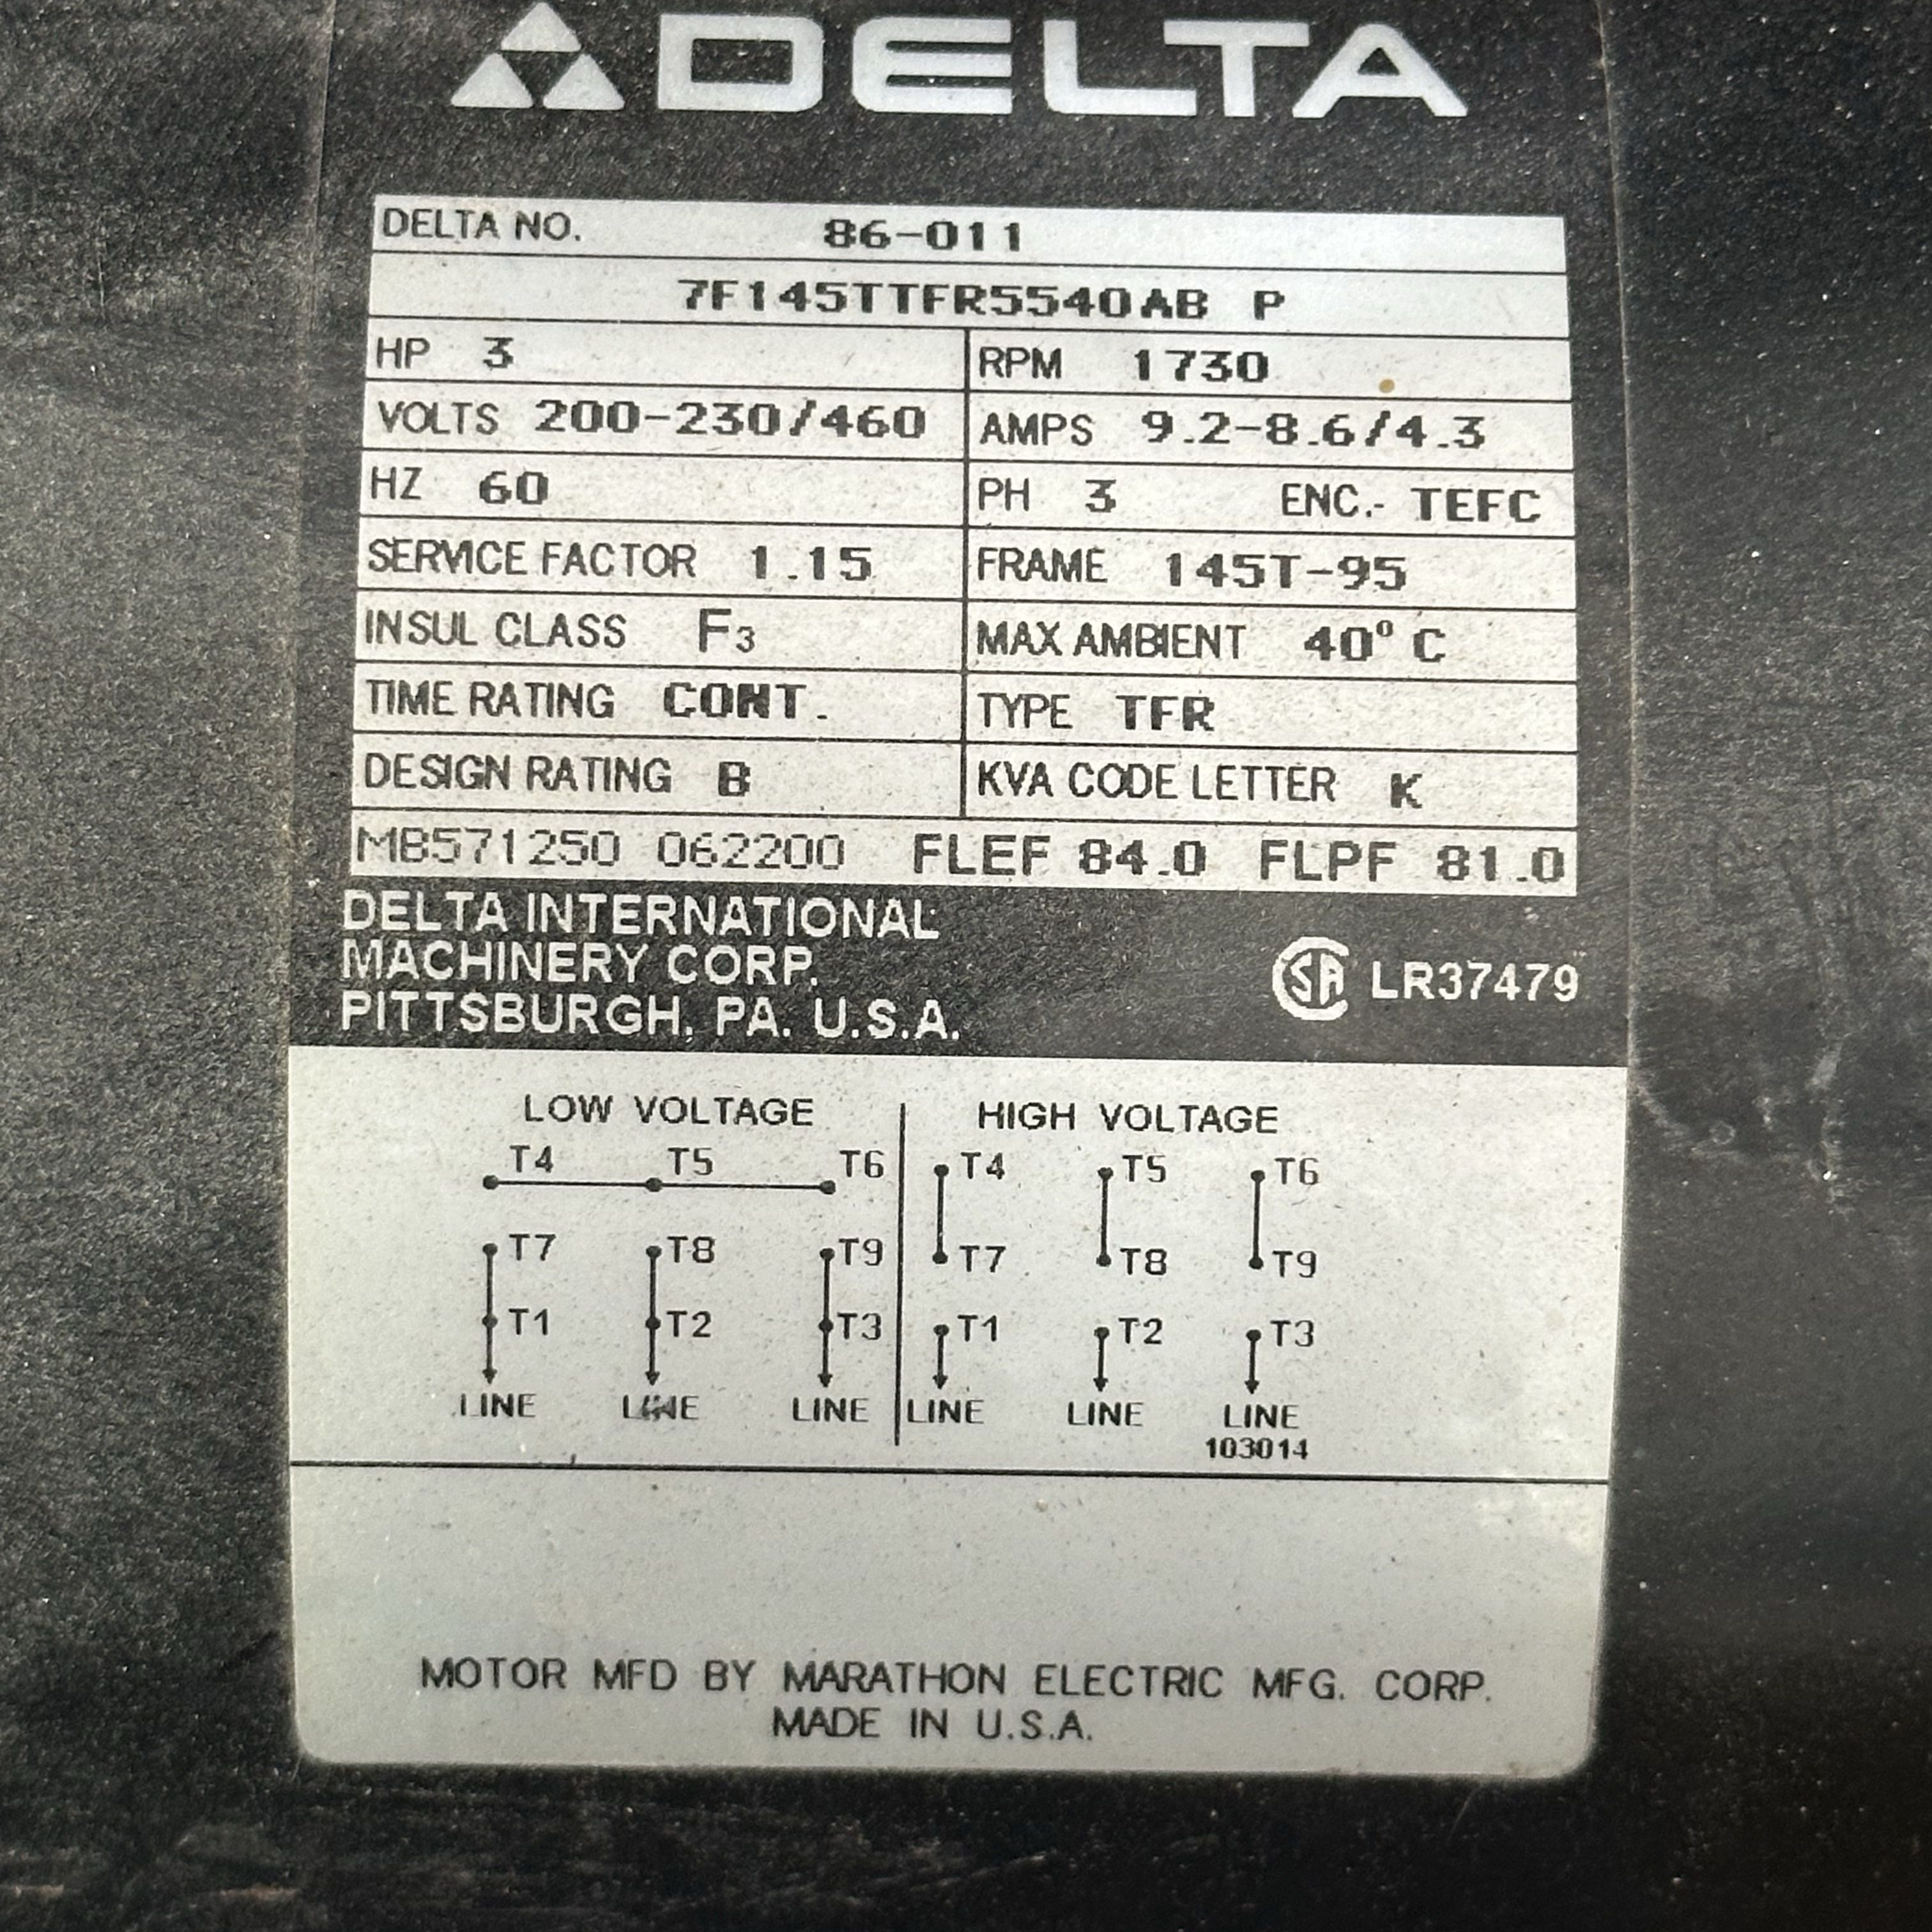 DELTA
DELTA NO. 86-011
7F145TTFR5540AB P
HP 3 RPM 1730
VOLTS 200-230/460 AMPS 9.2-8.6/4.3
HZ 60 PH 3 ENC.- TEFC
SERVICE FACTOR 1.15 FRAME 145T-95
INSUL CLASS F3 MAX AMBIENT 40° C
TIME RATING CONT. TYPE TFR
DESIGN RATING B KVA CODE LETTER K
MB571250 062200 FLEF 84.0 FLPF 81.0
DELTA INTERNATIONAL
MACHINERY CORP.
PITTSBURGH, PA. U.S.A.
CSA LR37479
LOW VOLTAGE HIGH VOLTAGE
T4 T5 T6 T4 T5 T6
T7 T8 T9 T7 T8 T9
T1 T2 T3 T1 T2 T3
LINE LINE LINE LINE LINE LINE
103014
MOTOR MFD BY MARATHON ELECTRIC MFG. CORP.
MADE IN U.S.A.